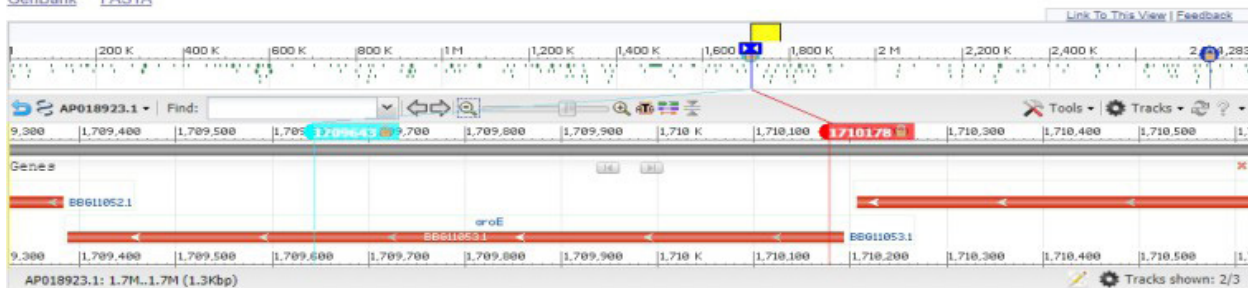 GenBank FASTA
Link To This View | Feedback
200 K 400 K 600 K 800 K 1 M 1,200 K 1,400 K 1,600 1,800 K 2 M 2,200 K 2,400 K
AP018923.1 Find: Tools Tracks ?
9,300 1,709,400 1,709,500 1,709 1709643 9,700 1,709,800 1,709,900 1,710 K 1,710,100 1710178 1,710,300 1,710,400 1,710,500 1,
Genes
BBG11052.1
aroE
BBG11053.1 BBG11053.1
9,300 1,709,400 1,709,500 1,709,600 1,709,700 1,709,800 1,709,900 1,710 K 1,710,100 1,710,200 1,710,300 1,710,400 1,710,500 1,
AP018923.1: 1.7M..1.7M (1.3Kbp) Tracks shown: 2/3